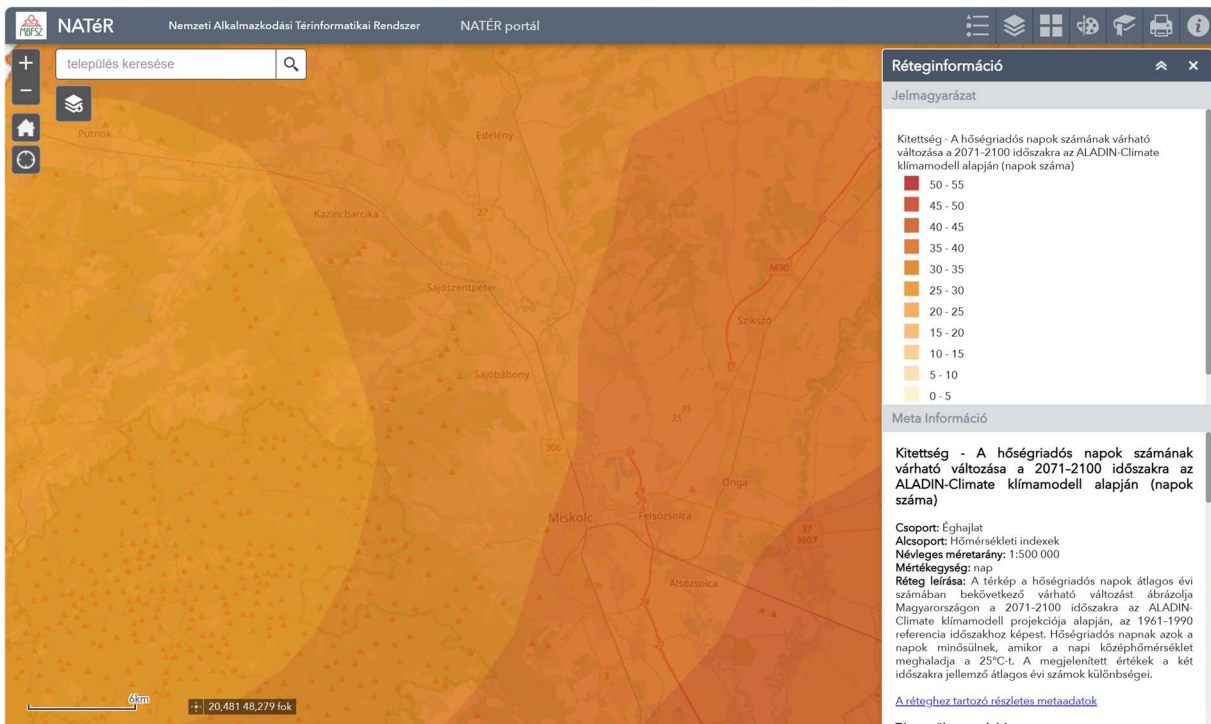 MBFSZ
NATéR
Nemzeti Alkalmazkodási Térinformatikai Rendszer
NATÉR portál
település keresése
Putnok
Edelény
Kazincbarcika
27
Sajószentpéter
M30
Szikszó
Sajóbábony
35
35
306
Onga
Miskolc
Felsőzsolca
37
3607
Alsózsolca
3
6km
20,481 48,279 fok
Réteginformáció
Jelmagyarázat
Kitettség - A hőségriadós napok számának várható
változása a 2071-2100 időszakra az ALADIN-Climate
klímamodell alapján (napok száma)
50 - 55
45 - 50
40 - 45
35 - 40
30 - 35
25 - 30
20 - 25
15 - 20
10 - 15
5 - 10
0 - 5
Meta Információ
Kitettség - A hőségriadós napok számának
várható változása a 2071-2100 időszakra az
ALADIN-Climate klímamodell alapján (napok
száma)
Csoport: Éghajlat
Alcsoport: Hőmérsékleti indexek
Névleges méretarány: 1:500 000
Mértékegység: nap
Réteg leírása: A térkép a hőségriadós napok átlagos évi
számában bekövetkező várható változást ábrázolja
Magyarországon a 2071-2100 időszakra az ALADIN-
Climate klímamodell projekciója alapján, az 1961-1990
referencia időszakhoz képest. Hőségriadós napnak azok a
napok minősülnek, amikor a napi középhőmérséklet
meghaladja a 25°C-t. A megjelenített értékek a két
időszakra jellemző átlagos évi számok különbségei.
A réteghez tartozó részletes metaadatok